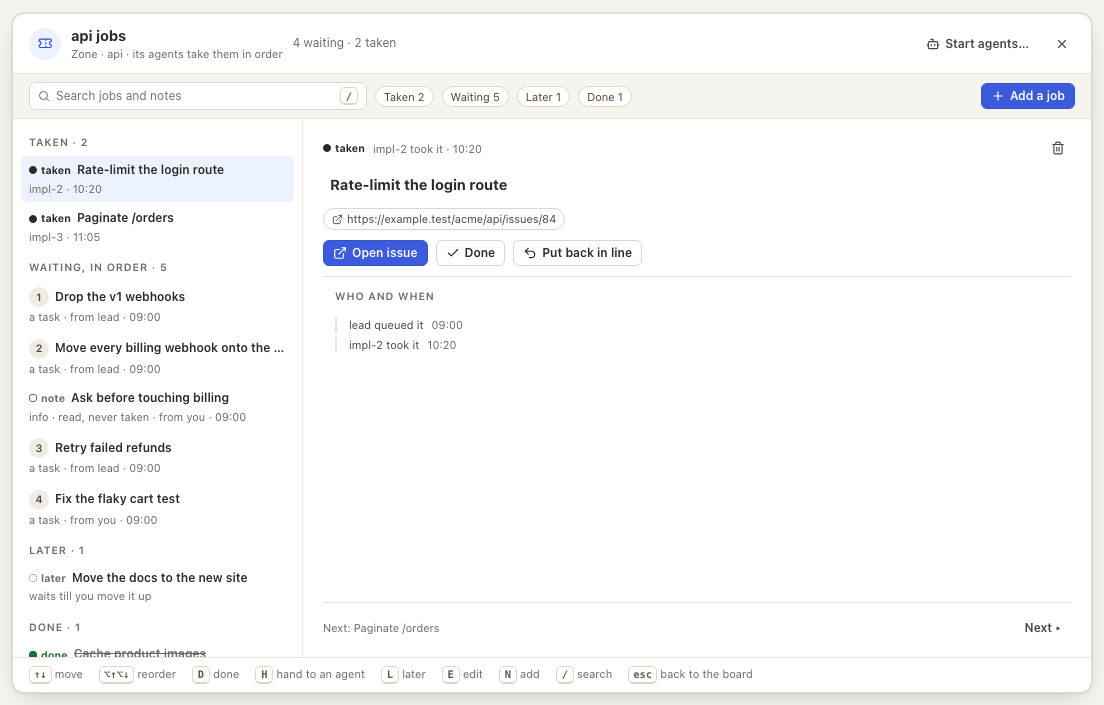 api jobs
Zone · api · its agents take them in order
4 waiting · 2 taken
Start agents...
Search jobs and notes
/
Taken 2
Waiting 5
Later 1
Done 1
Add a job
TAKEN · 2
taken Rate-limit the login route
impl-2 · 10:20
taken Paginate /orders
impl-3 · 11:05
WAITING, IN ORDER · 5
1 Drop the v1 webhooks
a task · from lead · 09:00
2 Move every billing webhook onto the ...
a task · from lead · 09:00
note Ask before touching billing
info · read, never taken · from you · 09:00
3 Retry failed refunds
a task · from lead · 09:00
4 Fix the flaky cart test
a task · from you · 09:00
LATER · 1
later Move the docs to the new site
waits till you move it up
DONE · 1
done Cache product images
taken impl-2 took it · 10:20
Rate-limit the login route
https://example.test/acme/api/issues/84
Open issue
Done
Put back in line
WHO AND WHEN
lead queued it 09:00
impl-2 took it 10:20
Next: Paginate /orders
Next ▸
↑↓ move ⌥↑⌥↓ reorder D done H hand to an agent L later E edit N add / search esc back to the board